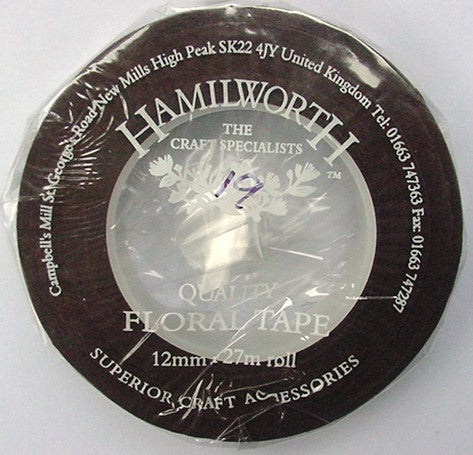 Campbell's Mill St. George's Road New Mills High Peak SK22 4JY United Kingdom Tel: 01663 747363 Fax: 01663 747287
HAMILWORTH
THE
CRAFT SPECIALISTS
TM
19
QUALITY
FLORAL TAPE
12mm 27m roll
SUPERIOR CRAFT ACCESSORIES